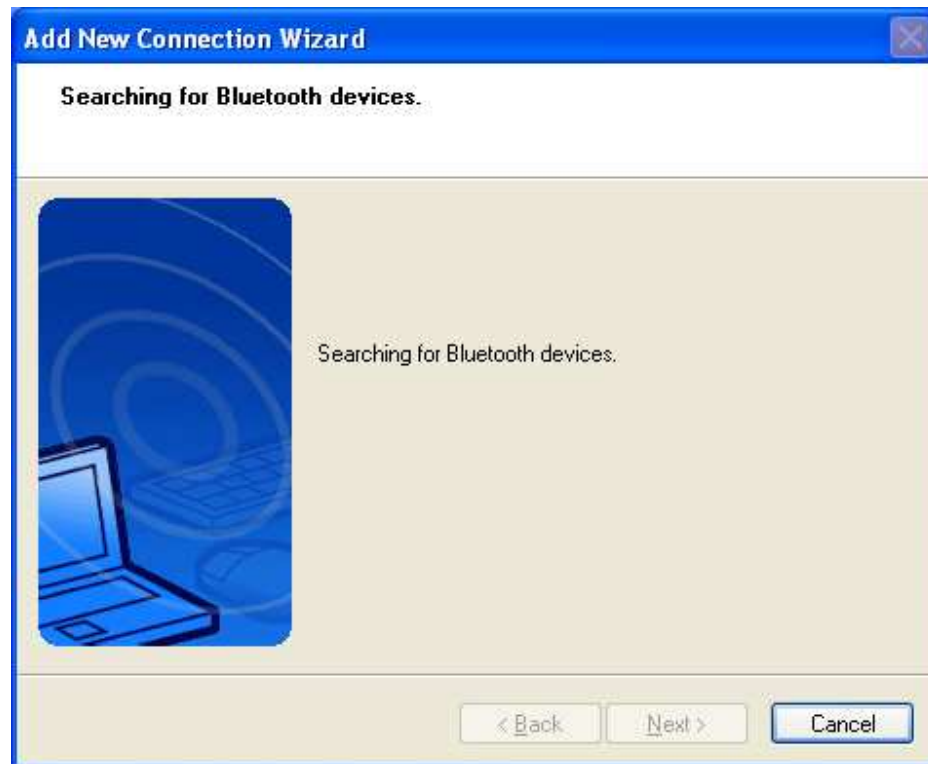 Add New Connection Wizard
Searching for Bluetooth devices.
Searching for Bluetooth devices.
< Back Next > Cancel